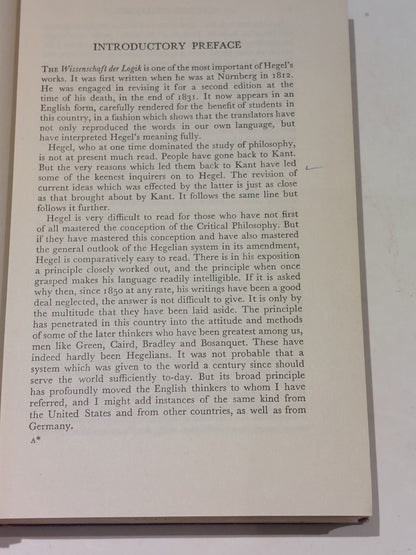 INTRODUCTORY PREFACE
THE Wissenschaft der Logik is one of the most important of Hegel's
works. It was first written when he was at Nürnberg in 1812.
He was engaged in revising it for a second edition at the
time of his death, in the end of 1831. It now appears in an
English form, carefully rendered for the benefit of students in
this country, in a fashion which shows that the translators have
not only reproduced the words in our own language, but
have interpreted Hegel's meaning fully.
Hegel, who at one time dominated the study of philosophy,
is not at present much read. People have gone back to Kant.
But the very reasons which led them back to Kant have led
some of the keenest inquirers on to Hegel. The revision of
current ideas which was effected by the latter is just as close
as that brought about by Kant. It follows the same line but
follows it further.
Hegel is very difficult to read for those who have not first
of all mastered the conception of the Critical Philosophy. But
if they have mastered this conception and have also mastered
the general outlook of the Hegelian system in its amendment,
Hegel is comparatively easy to read. There is in his exposition
a principle closely worked out, and the principle when once
grasped makes his language readily intelligible. If it is asked
why then, since 1850 at any rate, his writings have been a good
deal neglected, the answer is not difficult to give. It is only by
the multitude that they have been laid aside. The principle
has penetrated in this country into the attitude and methods
of some of the later thinkers who have been greatest among us,
men like Green, Caird, Bradley and Bosanquet. These have
indeed hardly been Hegelians. It was not probable that a
system which was given to the world a century since should
serve the world sufficiently to-day. But its broad principle
has profoundly moved the English thinkers to whom I have
referred, and I might add instances of the same kind from
the United States and from other countries, as well as from
Germany.
A*